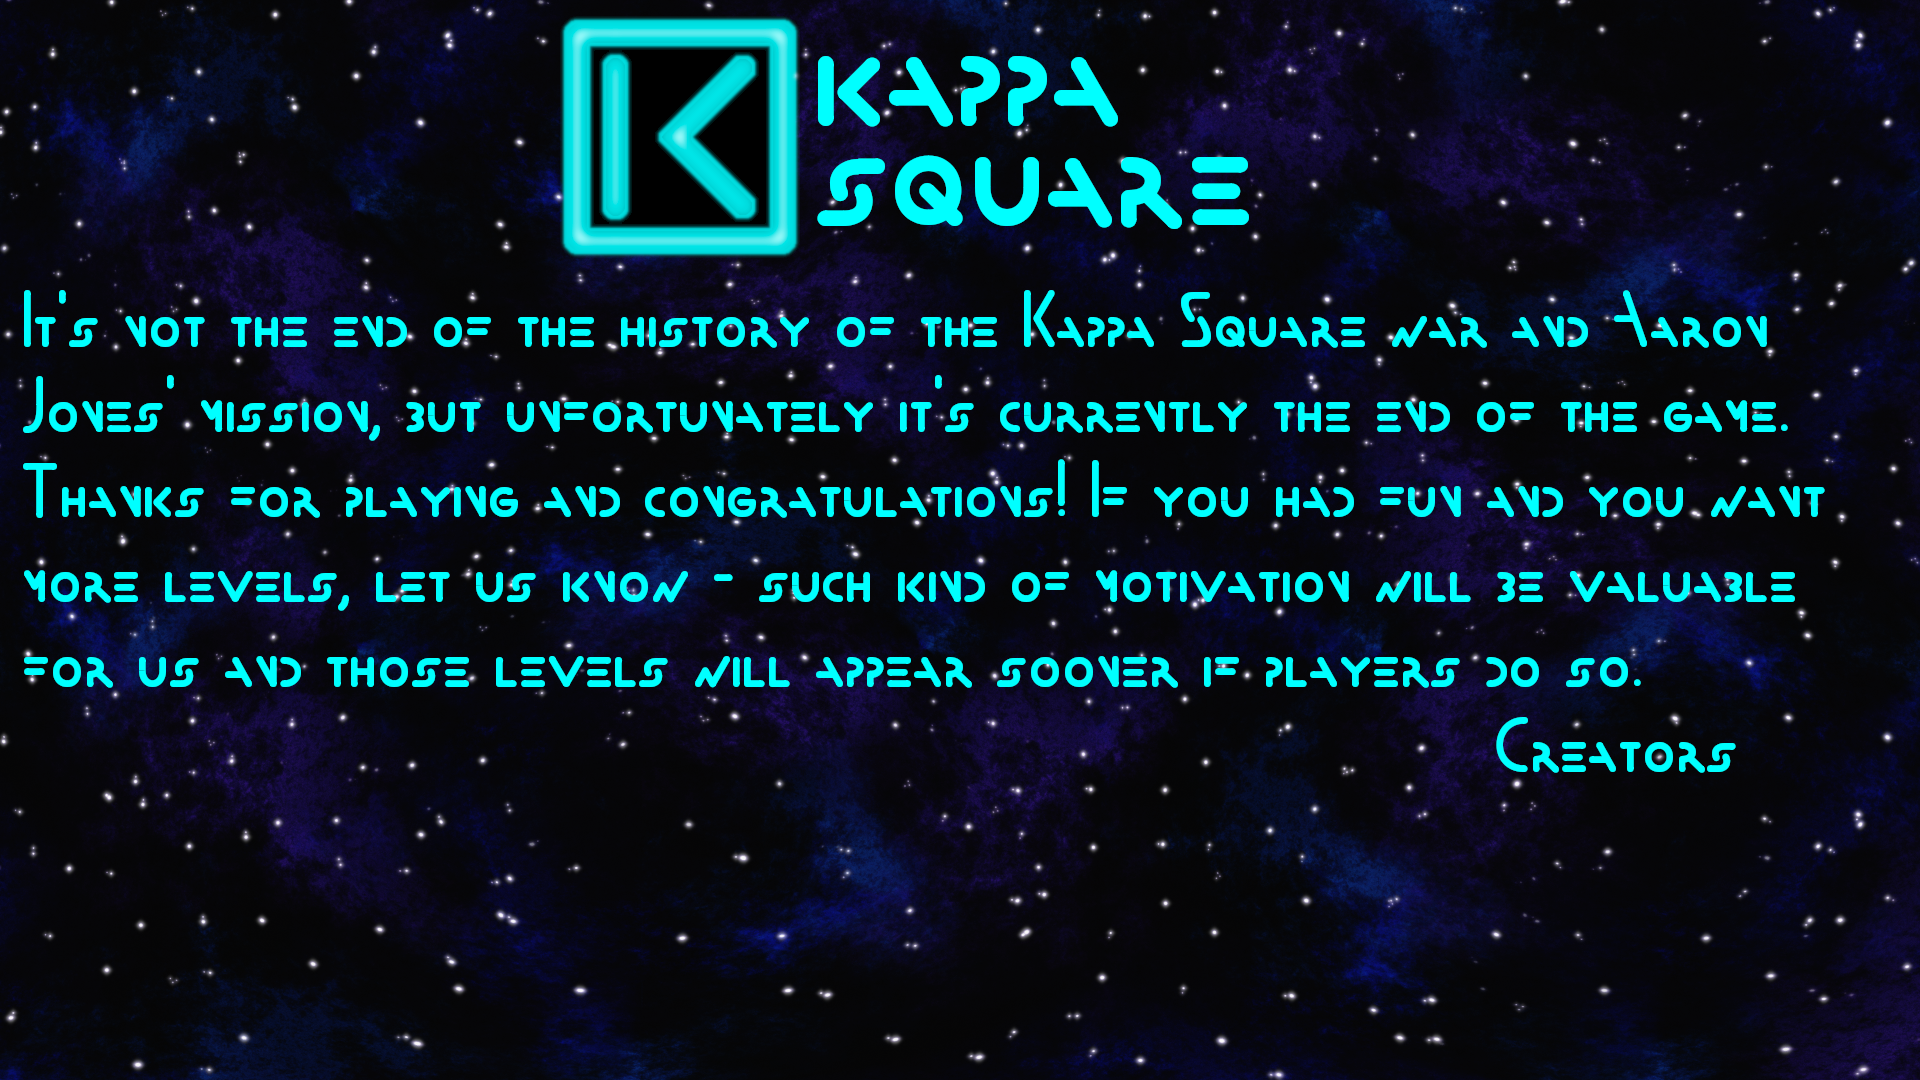 K
KAPPA
SQUARE
It's not the end of the history of the Kappa Square war and Aaron
Jones' mission, but unfortunately it's currently the end of the game.
Thanks for playing and congratulations! If you had fun and you want
more levels, let us know - such kind of motivation will be valuable
for us and those levels will appear sooner if players do so.
Creators